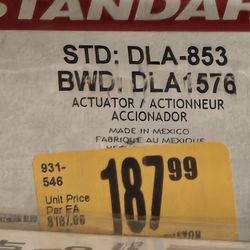 STANDAR
STD: DLA-853
BWD: DLA1576
ACTUATOR / ACTIONNEUR
ACCIONADOR
MADE IN MEXICO
FABRIQUÉ AU MEXIQUE
931-
546
187.99
Unit Price
Per EA